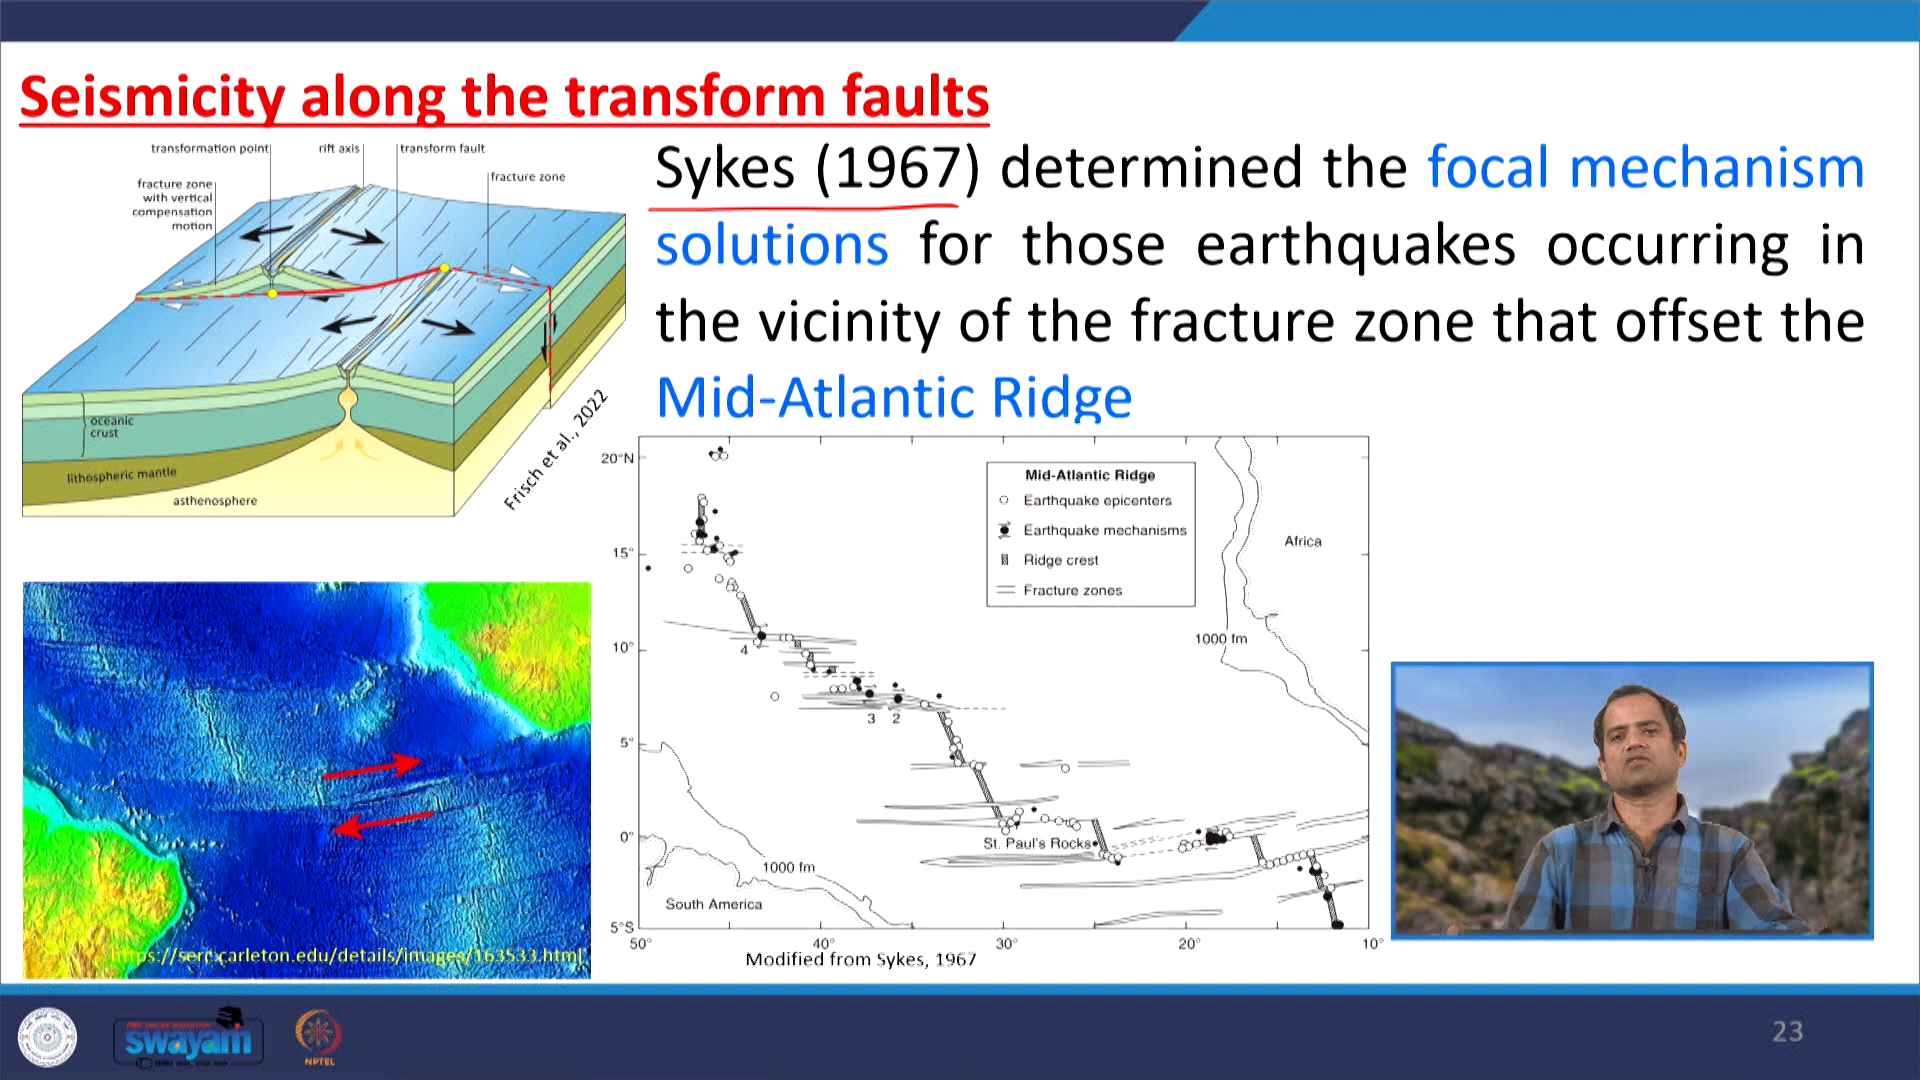 Seismicity along the transform faults
transformation point
rift axis
transform fault
fracture zone
with vertical
compensation
motion
fracture zone
oceanic
crust
lithospheric mantle
asthenosphere
Frisch et al., 2022
Sykes (1967) determined the focal mechanism
solutions for those earthquakes occurring in
the vicinity of the fracture zone that offset the
Mid-Atlantic Ridge
20°N
15°
10°
5°
0°
5°S
50°
40°
30°
20°
10°
Mid-Atlantic Ridge
Earthquake epicenters
Earthquake mechanisms
Ridge crest
Fracture zones
Africa
1000 fm
4
3
2
St. Paul's Rocks
1000 fm
South America
Modified from Sykes, 1967
https://serc.carleton.edu/details/images/163533.html
swayam
NPTEL
23